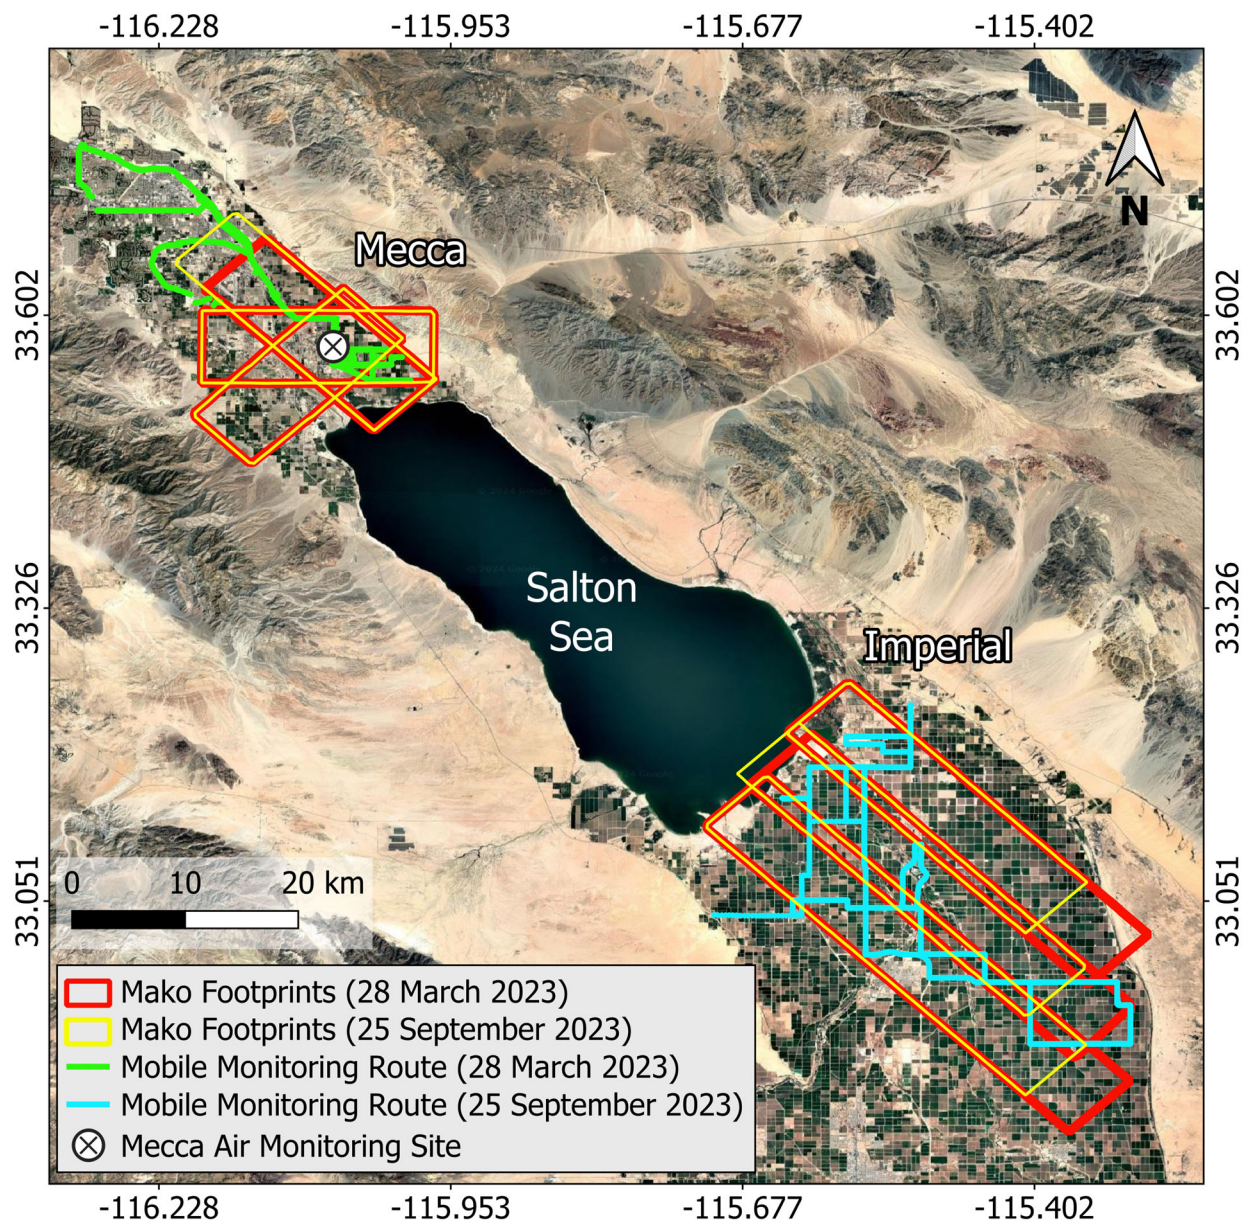 -116.228 -115.953 -115.677 -115.402
N
Mecca
33.602 33.602
Salton
Sea
33.326 33.326
Imperial
33.051 33.051
0 10 20 km
Mako Footprints (28 March 2023)
Mako Footprints (25 September 2023)
Mobile Monitoring Route (28 March 2023)
Mobile Monitoring Route (25 September 2023)
Mecca Air Monitoring Site
-116.228 -115.953 -115.677 -115.402